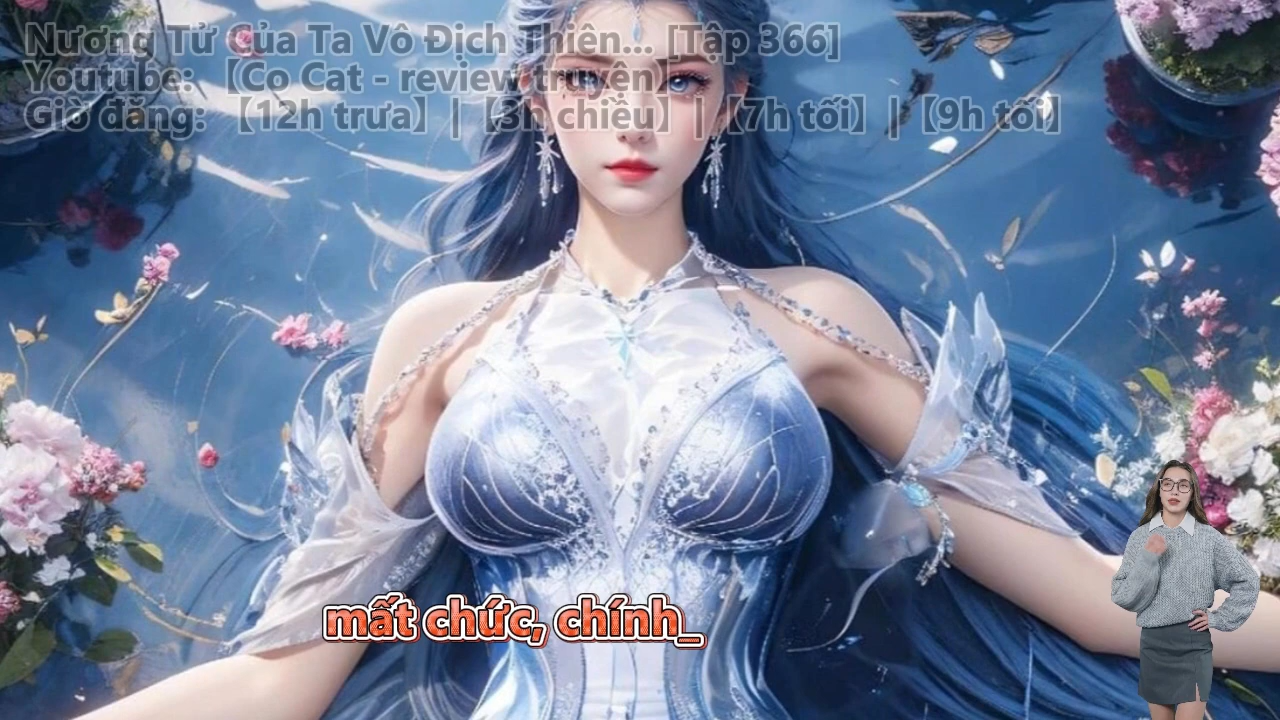 Nương Tử Của Ta Vô Địch Thiên... [Tập 366]
Youtube: 【Co Cat - review truyện】
Giờ đăng: 【12h trưa】 | 【3h chiều】 | 【7h tối】 | 【9h tối】
mất chức, chính_